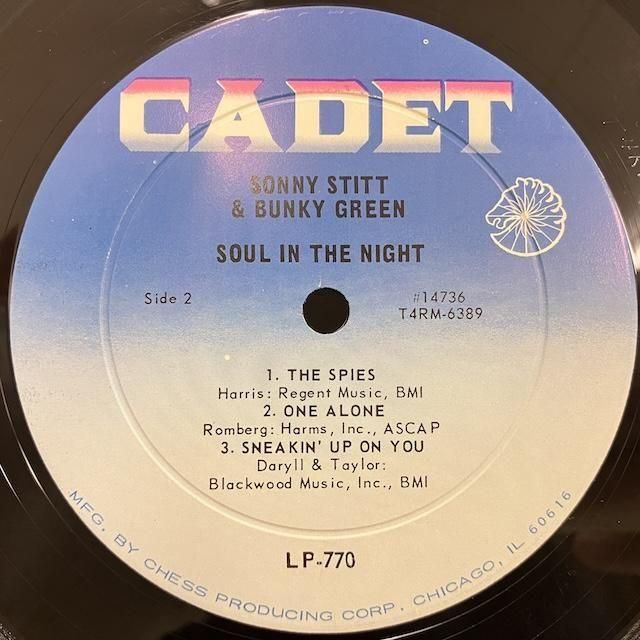 CADET
SONNY STITT
& BUNKY GREEN
SOUL IN THE NIGHT
Side 2
#14736
T4RM-6389
1. THE SPIES
Harris: Regent Music, BMI
2. ONE ALONE
Romberg: Harms, Inc., ASCAP
3. SNEAKIN' UP ON YOU
Daryll & Taylor:
Blackwood Music, Inc., BMI
LP-770
MFG. BY CHESS PRODUCING CORP. CHICAGO, IL 60616